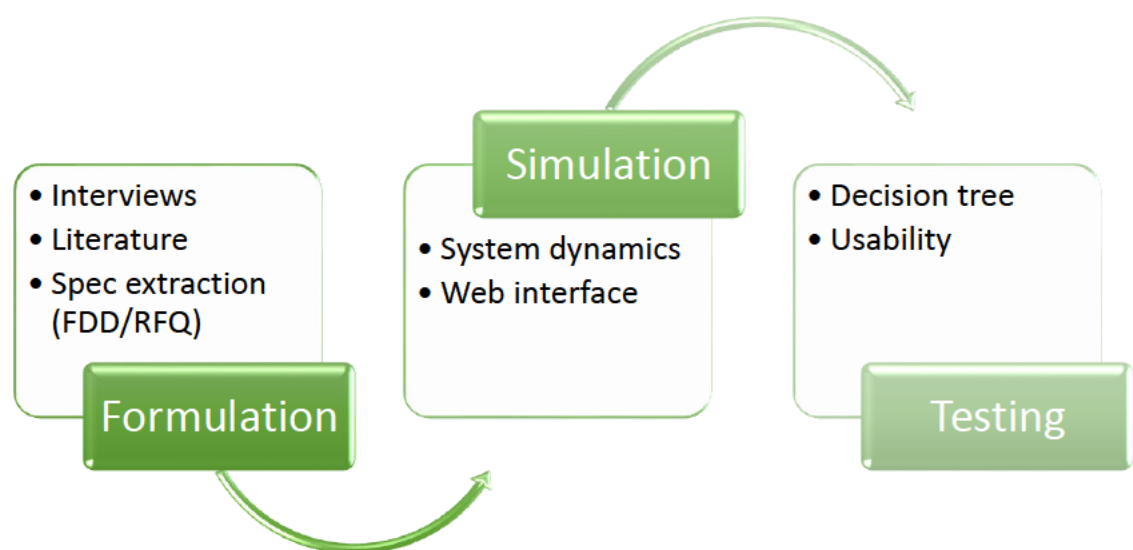 • Interviews
• Literature
• Spec extraction
(FDD/RFQ)
Formulation
Simulation
• System dynamics
• Web interface
• Decision tree
• Usability
Testing